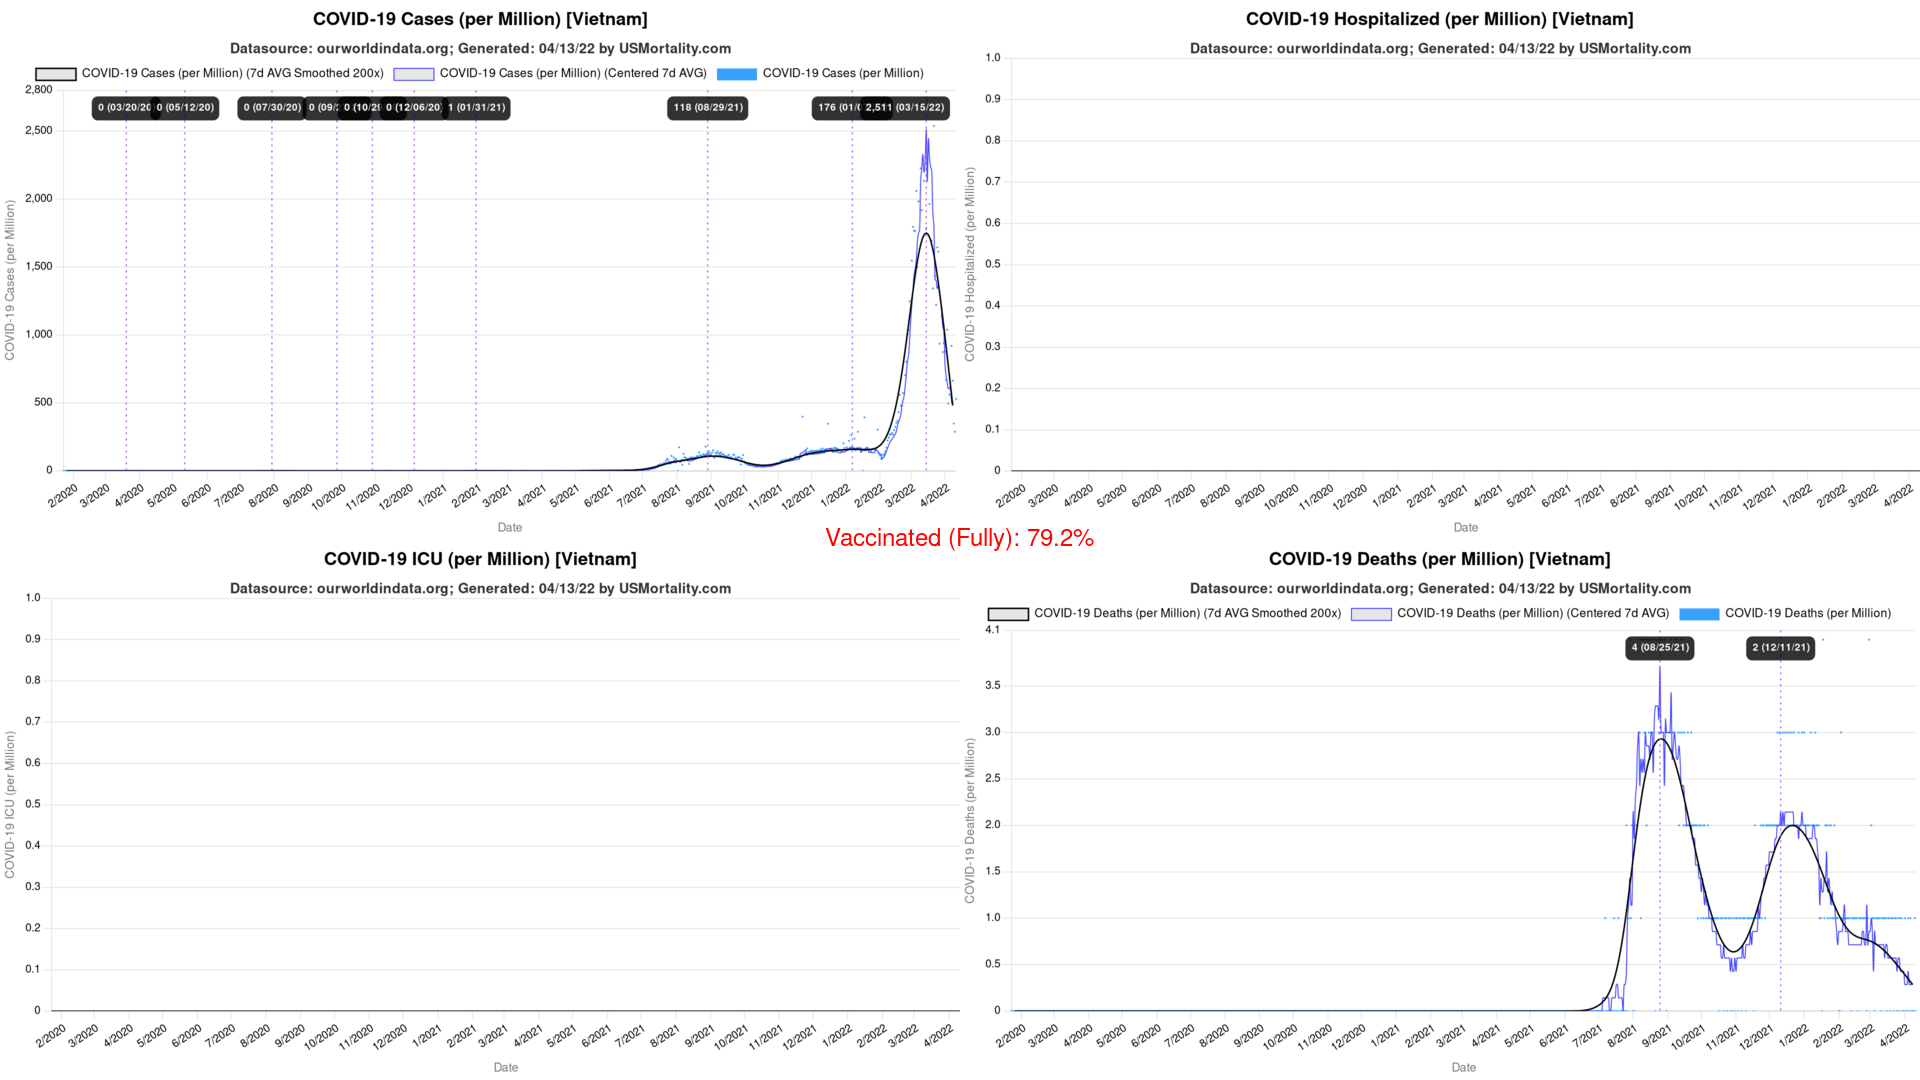 COVID-19 Cases (per Million) [Vietnam]
Datasource: ourworldindata.org; Generated: 04/13/22 by USMortality.com
COVID-19 Cases (per Million) (7d AVG Smoothed 200x)
COVID-19 Cases (per Million) (Centered 7d AVG)
COVID-19 Cases (per Million)
0 (03/20/20
0 (05/12/20)
0 (07/30/20)
0 (09/
0 (10/29
0 (12/06/20)
1 (01/31/21)
118 (08/29/21)
176 (01/0
2,511 (03/15/22)
COVID-19 Cases (per Million)
2,800
2,500
2,000
1,500
1,000
500
0
2/2020 3/2020 4/2020 5/2020 6/2020 7/2020 8/2020 9/2020 10/2020 11/2020 12/2020 1/2021 2/2021 3/2021 4/2021 5/2021 6/2021 7/2021 8/2021 9/2021 10/2021 11/2021 12/2021 1/2022 2/2022 3/2022 4/2022
Date
COVID-19 Hospitalized (per Million) [Vietnam]
Datasource: ourworldindata.org; Generated: 04/13/22 by USMortality.com
COVID-19 Hospitalized (per Million)
1.0
0.9
0.8
0.7
0.6
0.5
0.4
0.3
0.2
0.1
0
2/2020 3/2020 4/2020 5/2020 6/2020 7/2020 8/2020 9/2020 10/2020 11/2020 12/2020 1/2021 2/2021 3/2021 4/2021 5/2021 6/2021 7/2021 8/2021 9/2021 10/2021 11/2021 12/2021 1/2022 2/2022 3/2022 4/2022
Date
Vaccinated (Fully): 79.2%
COVID-19 ICU (per Million) [Vietnam]
Datasource: ourworldindata.org; Generated: 04/13/22 by USMortality.com
COVID-19 ICU (per Million)
1.0
0.9
0.8
0.7
0.6
0.5
0.4
0.3
0.2
0.1
0
2/2020 3/2020 4/2020 5/2020 6/2020 7/2020 8/2020 9/2020 10/2020 11/2020 12/2020 1/2021 2/2021 3/2021 4/2021 5/2021 6/2021 7/2021 8/2021 9/2021 10/2021 11/2021 12/2021 1/2022 2/2022 3/2022 4/2022
Date
COVID-19 Deaths (per Million) [Vietnam]
Datasource: ourworldindata.org; Generated: 04/13/22 by USMortality.com
COVID-19 Deaths (per Million) (7d AVG Smoothed 200x)
COVID-19 Deaths (per Million) (Centered 7d AVG)
COVID-19 Deaths (per Million)
4 (08/25/21)
2 (12/11/21)
COVID-19 Deaths (per Million)
4.1
3.5
3.0
2.5
2.0
1.5
1.0
0.5
0
2/2020 3/2020 4/2020 5/2020 6/2020 7/2020 8/2020 9/2020 10/2020 11/2020 12/2020 1/2021 2/2021 3/2021 4/2021 5/2021 6/2021 7/2021 8/2021 9/2021 10/2021 11/2021 12/2021 1/2022 2/2022 3/2022 4/2022
Date